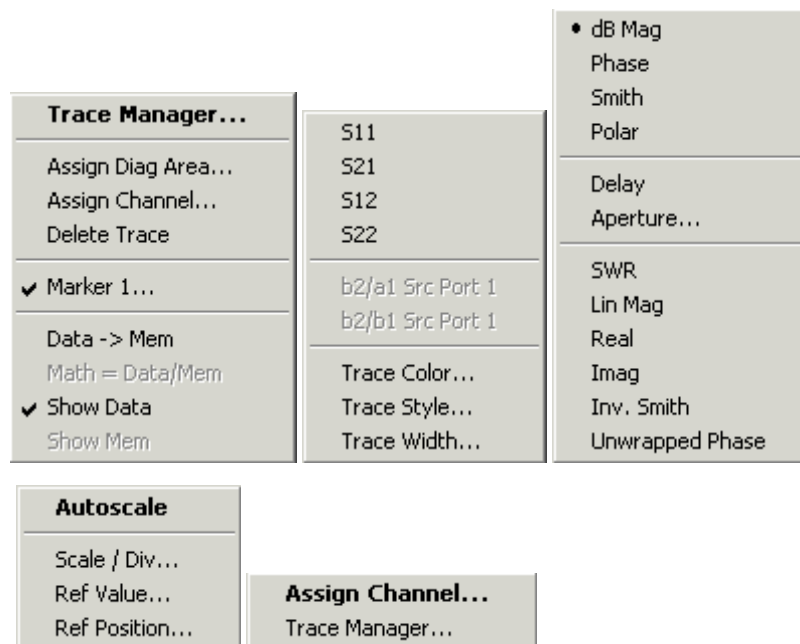 Trace Manager...
Assign Diag Area...
Assign Channel...
Delete Trace
Marker 1...
Data -> Mem
Math = Data/Mem
Show Data
Show Mem
S11
S21
S12
S22
b2/a1 Src Port 1
b2/b1 Src Port 1
Trace Color...
Trace Style...
Trace Width...
dB Mag
Phase
Smith
Polar
Delay
Aperture...
SWR
Lin Mag
Real
Imag
Inv. Smith
Unwrapped Phase
Autoscale
Scale / Div...
Ref Value...
Ref Position...
Assign Channel...
Trace Manager...